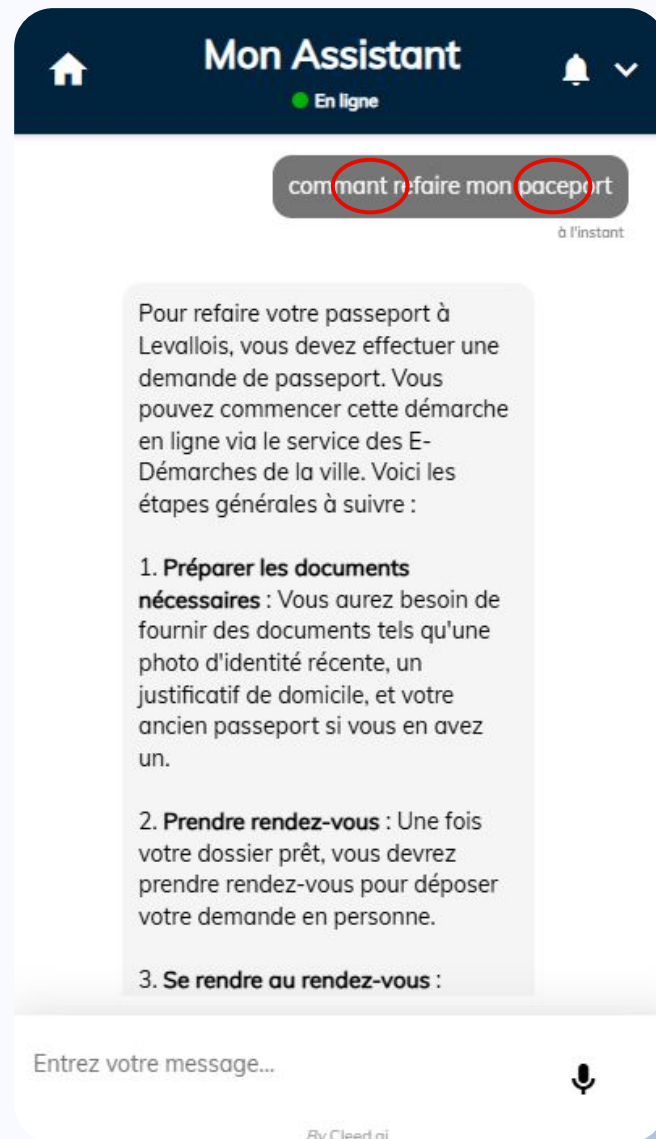 Mon Assistant
En ligne
commant refaire mon paceport
à l'instant
Pour refaire votre passeport à
Levallois, vous devez effectuer une
demande de passeport. Vous
pouvez commencer cette démarche
en ligne via le service des E-
Démarches de la ville. Voici les
étapes générales à suivre :
1. Préparer les documents
nécessaires : Vous aurez besoin de
fournir des documents tels qu'une
photo d'identité récente, un
justificatif de domicile, et votre
ancien passeport si vous en avez
un.
2. Prendre rendez-vous : Une fois
votre dossier prêt, vous devrez
prendre rendez-vous pour déposer
votre demande en personne.
3. Se rendre au rendez-vous :
Entrez votre message...
By Cleed.ai